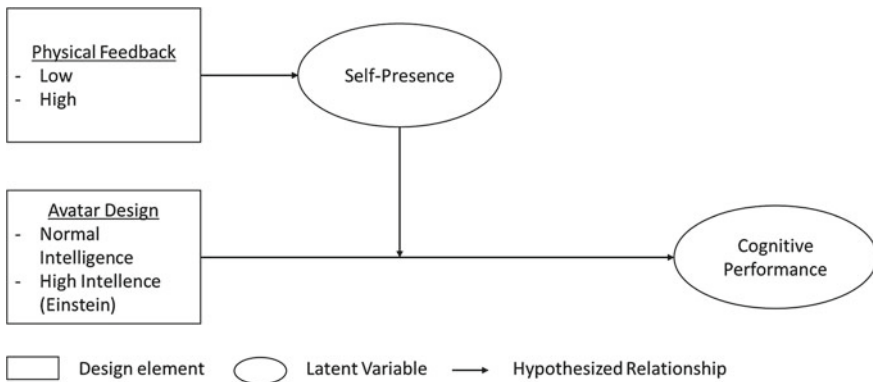 Physical Feedback
- Low
- High
Self-Presence
Avatar Design
- Normal
Intelligence
- High Intellence
(Einstein)
Cognitive
Performance
Design element
Latent Variable
Hypothesized Relationship